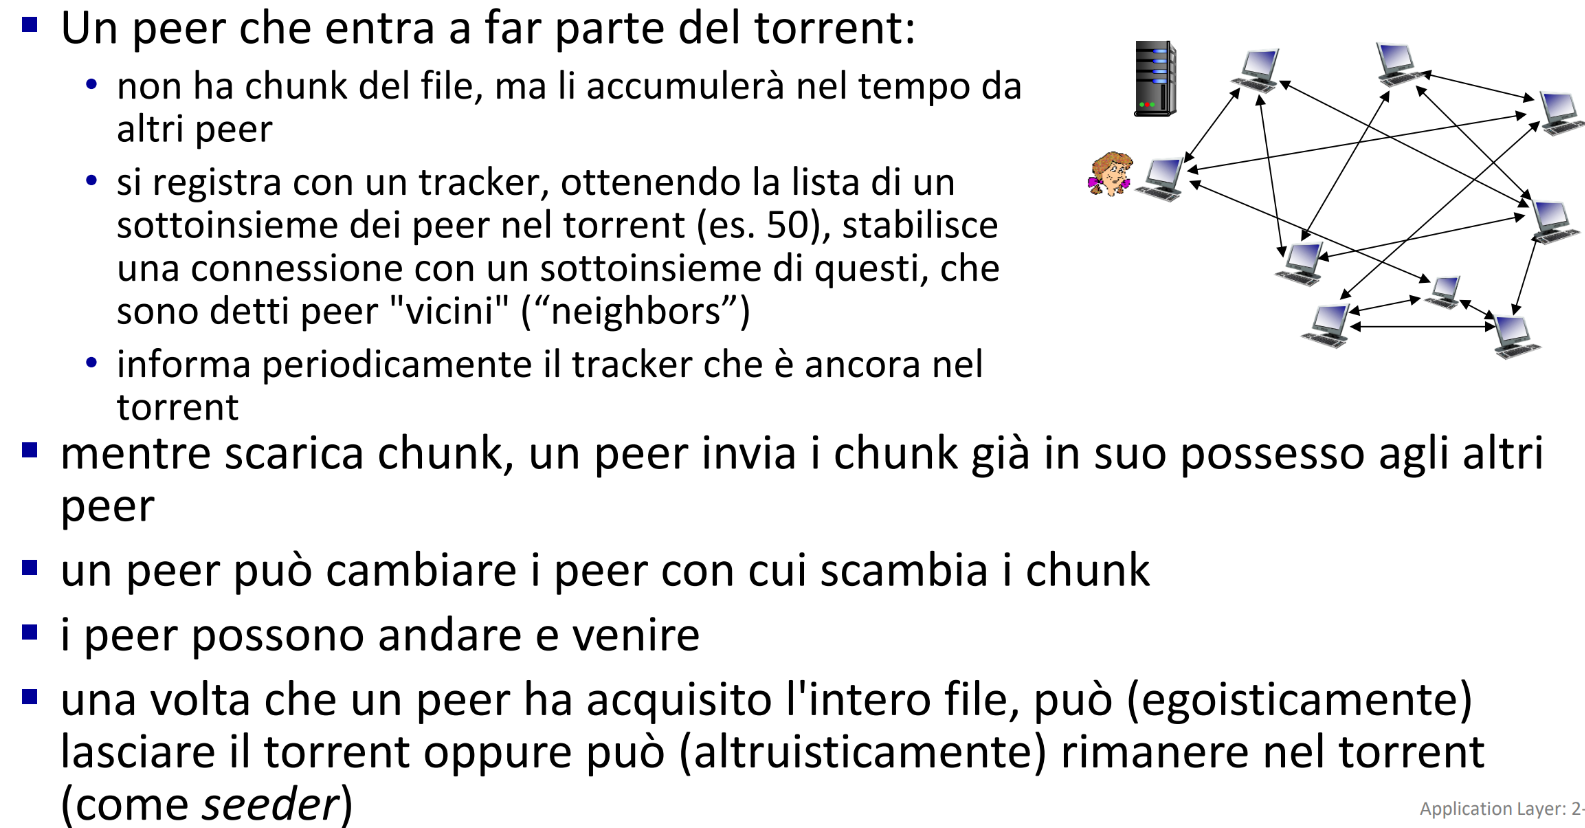 ▪ Un peer che entra a far parte del torrent:
• non ha chunk del file, ma li accumulerà nel tempo da
altri peer
• si registra con un tracker, ottenendo la lista di un
sottoinsieme dei peer nel torrent (es. 50), stabilisce
una connessione con un sottoinsieme di questi, che
sono detti peer "vicini" (“neighbors”)
• informa periodicamente il tracker che è ancora nel
torrent
▪ mentre scarica chunk, un peer invia i chunk già in suo possesso agli altri
peer
▪ un peer può cambiare i peer con cui scambia i chunk
▪ i peer possono andare e venire
▪ una volta che un peer ha acquisito l'intero file, può (egoisticamente)
lasciare il torrent oppure può (altruisticamente) rimanere nel torrent
(come seeder)
Application Layer: 2-